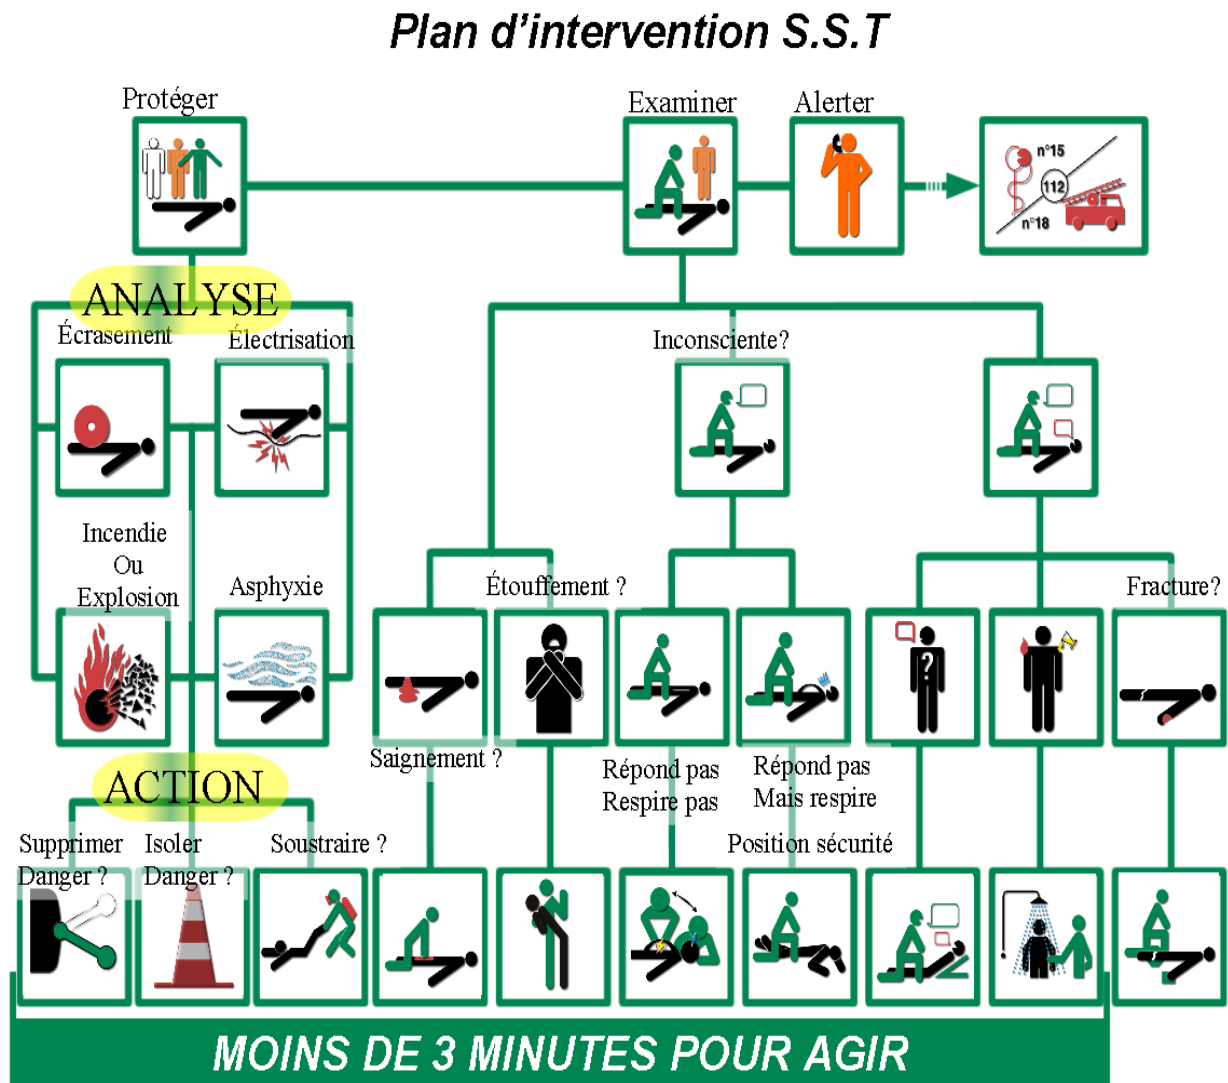 Plan d'intervention S.S.T
Protéger
Examiner
Alerter
n°15
112
n°18
ANALYSE
Écrasement
Électrisation
Inconsciente?
Incendie
Ou
Explosion
Asphyxie
Étouffement ?
Fracture?
?
Saignement ?
Répond pas
Respire pas
Répond pas
Mais respire
ACTION
Supprimer
Danger ?
Isoler
Danger ?
Soustraire ?
Position sécurité
MOINS DE 3 MINUTES POUR AGIR